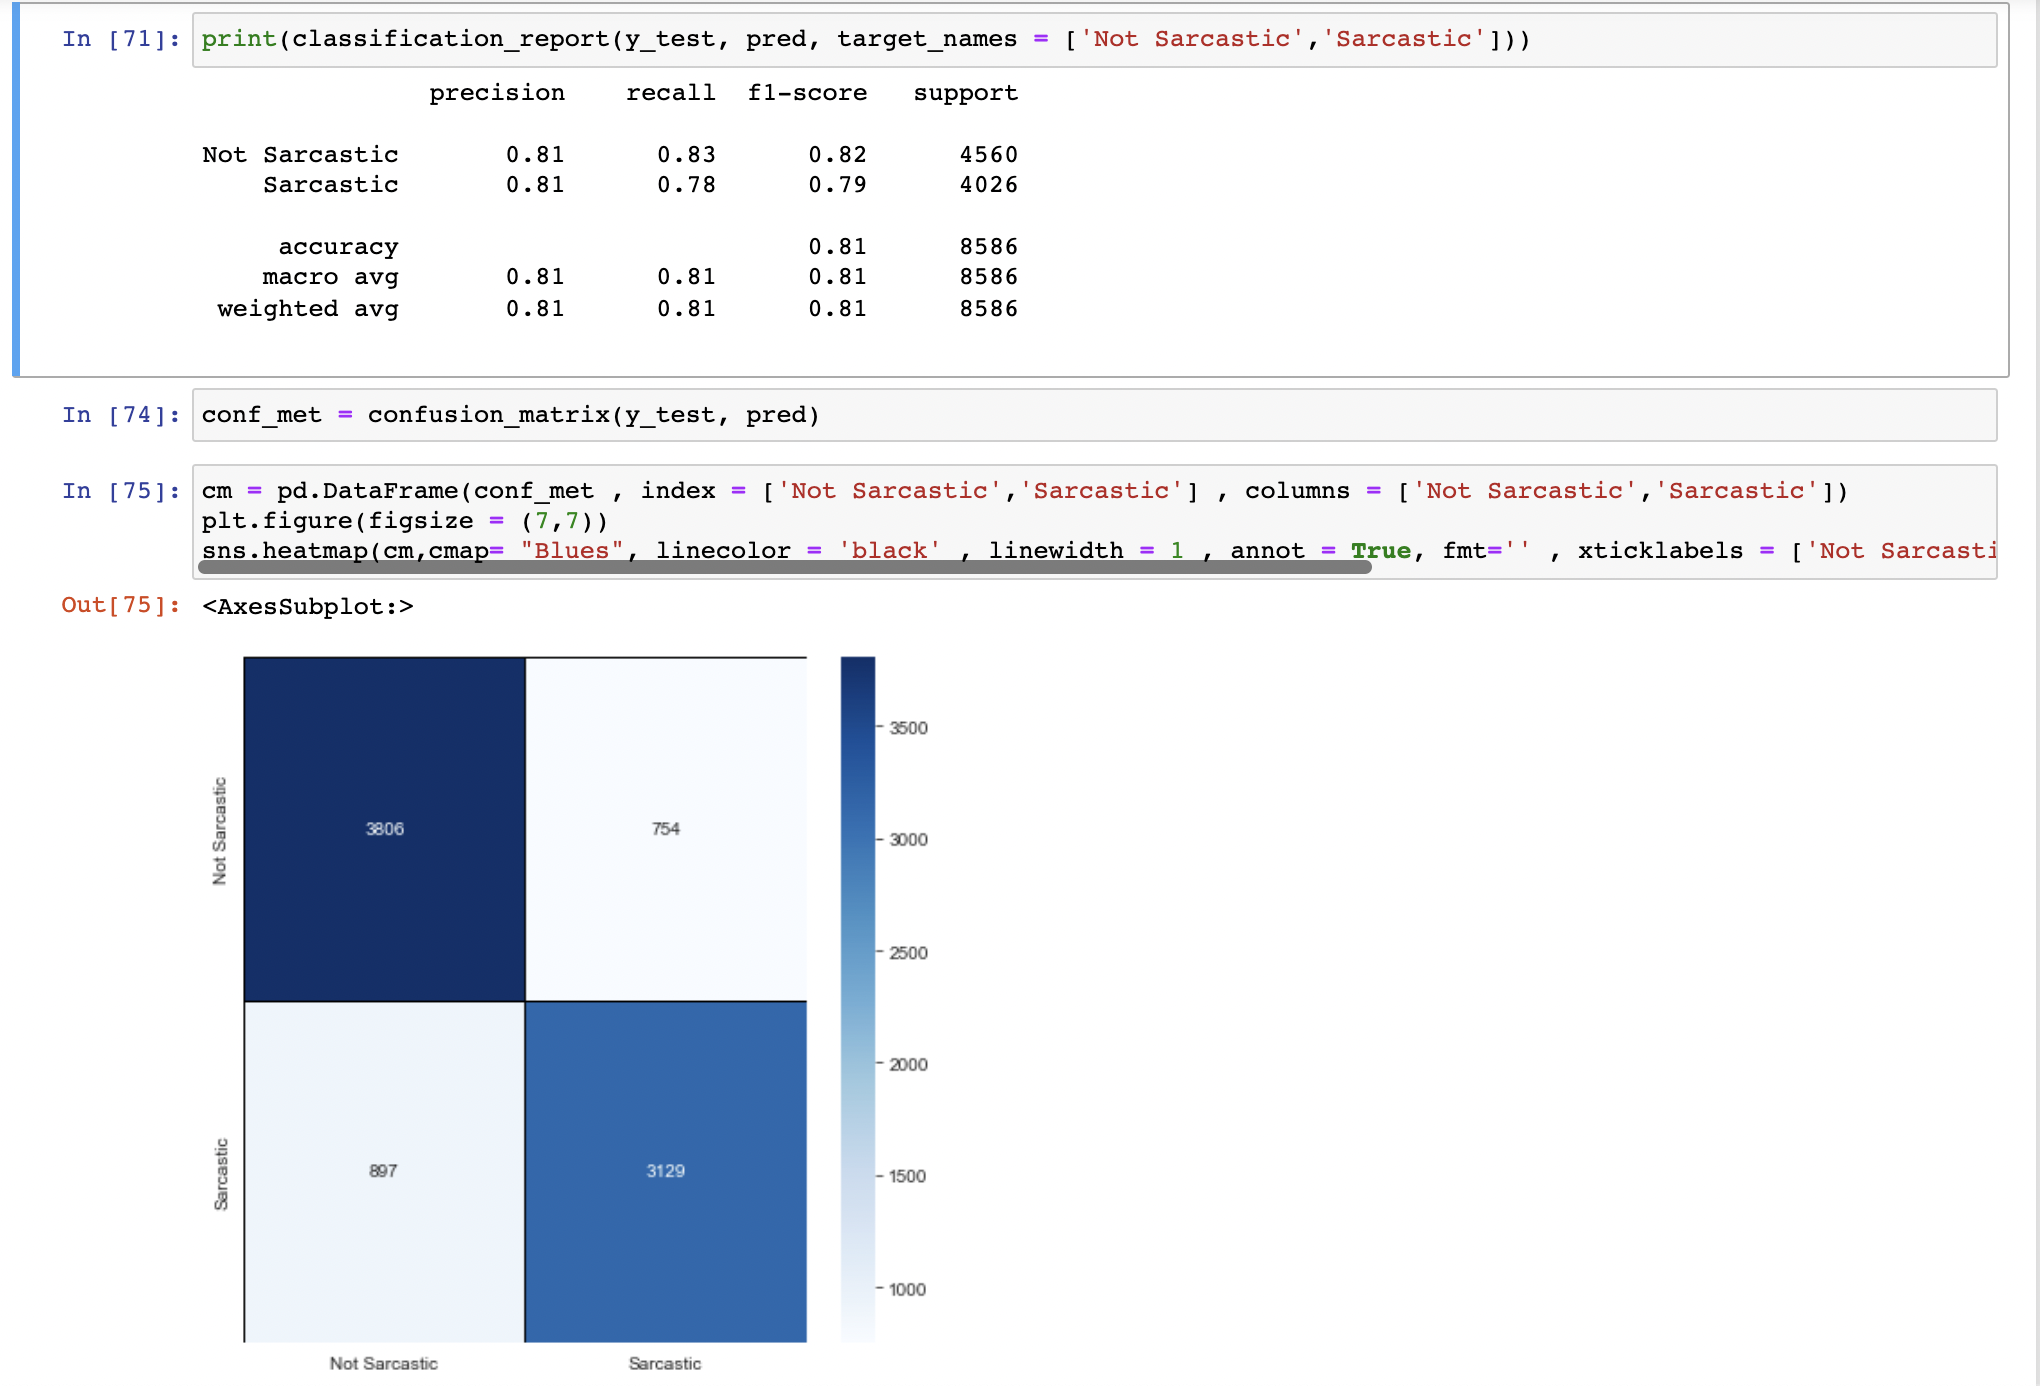 In [71]: print(classification_report(y_test, pred, target_names = ['Not Sarcastic','Sarcastic']))
precision recall f1-score support
Not Sarcastic 0.81 0.83 0.82 4560
Sarcastic 0.81 0.78 0.79 4026
accuracy 0.81 8586
macro avg 0.81 0.81 0.81 8586
weighted avg 0.81 0.81 0.81 8586
In [74]: conf_met = confusion_matrix(y_test, pred)
In [75]: cm = pd.DataFrame(conf_met , index = ['Not Sarcastic','Sarcastic'] , columns = ['Not Sarcastic','Sarcastic'])
plt.figure(figsize = (7,7))
sns.heatmap(cm,cmap= "Blues", linecolor = 'black' , linewidth = 1 , annot = True, fmt='' , xticklabels = ['Not Sarcasti
Out[75]: <AxesSubplot:>
Not Sarcastic
3806
754
Sarcastic
897
3129
Not Sarcastic
Sarcastic
3500
3000
2500
2000
1500
1000